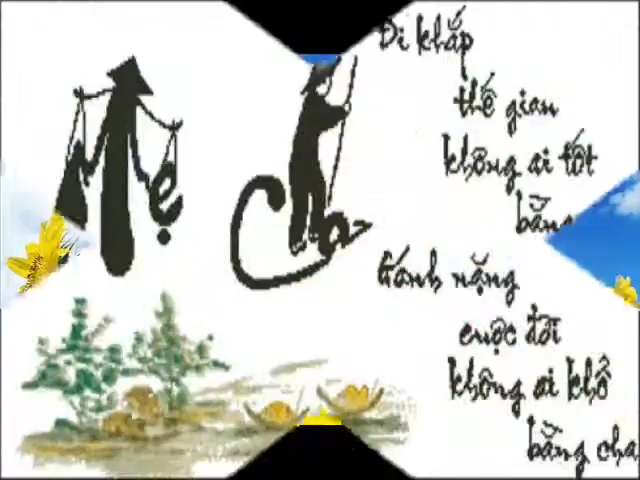 Mẹ Cha
Đi khắp
thế gian
không ai tốt
bằng
Gánh nặng
cuộc đời
không ai khổ
bằng cha